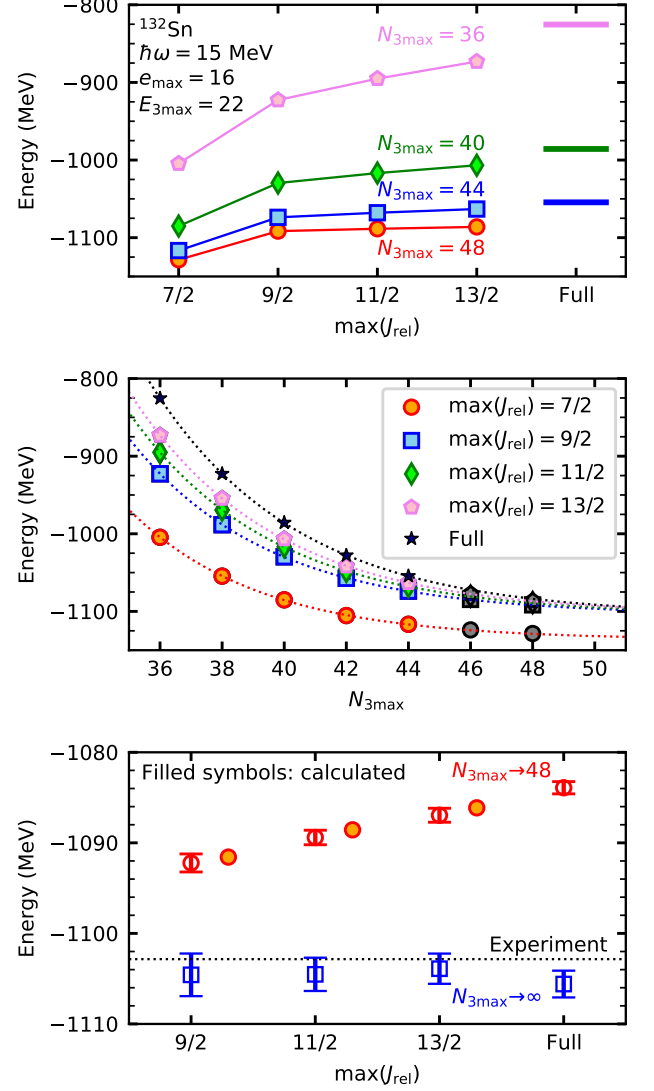 −800
−900
−1000
−1100
Energy (MeV)
¹³²Sn
ℏω = 15 MeV
e_max = 16
E_3max = 22
N_3max = 36
N_3max = 40
N_3max = 44
N_3max = 48
7/2 9/2 11/2 13/2 Full
max(J_rel)
−800
−900
−1000
−1100
Energy (MeV)
max(J_rel) = 7/2
max(J_rel) = 9/2
max(J_rel) = 11/2
max(J_rel) = 13/2
Full
36 38 40 42 44 46 48 50
N_3max
−1080
−1090
−1100
−1110
Energy (MeV)
Filled symbols: calculated
N_3max→48
Experiment
N_3max→∞
9/2 11/2 13/2 Full
max(J_rel)